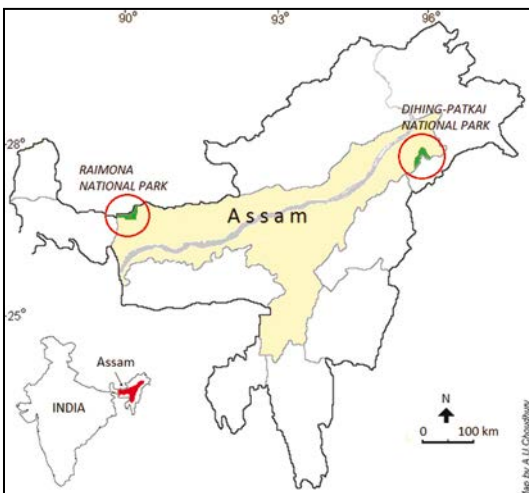 90°
93°
96°
DIHING-PATKAI
NATIONAL PARK
28°
RAIMONA
NATIONAL PARK
Assam
25°
Assam
INDIA
N
0 100 km
Map by A U Choudhury